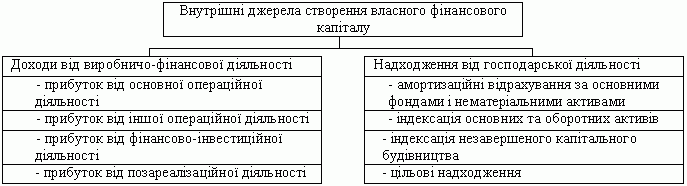 Внутрішні джерела створення власного фінансового
капіталу
Доходи від виробничо-фінансової діяльності
- прибуток від основної операційної
діяльності
- прибуток від іншої операційної діяльності
- прибуток від фінансово-інвестиційної
діяльності
- прибуток від позареалізаційної діяльності
Надходження від господарської діяльності
- амортизаційні відрахування за основними
фондами і нематеріальними активами
- індексація основних та оборотних активів
- індексація незавершеного капітального
будівництва
- цільові надходження